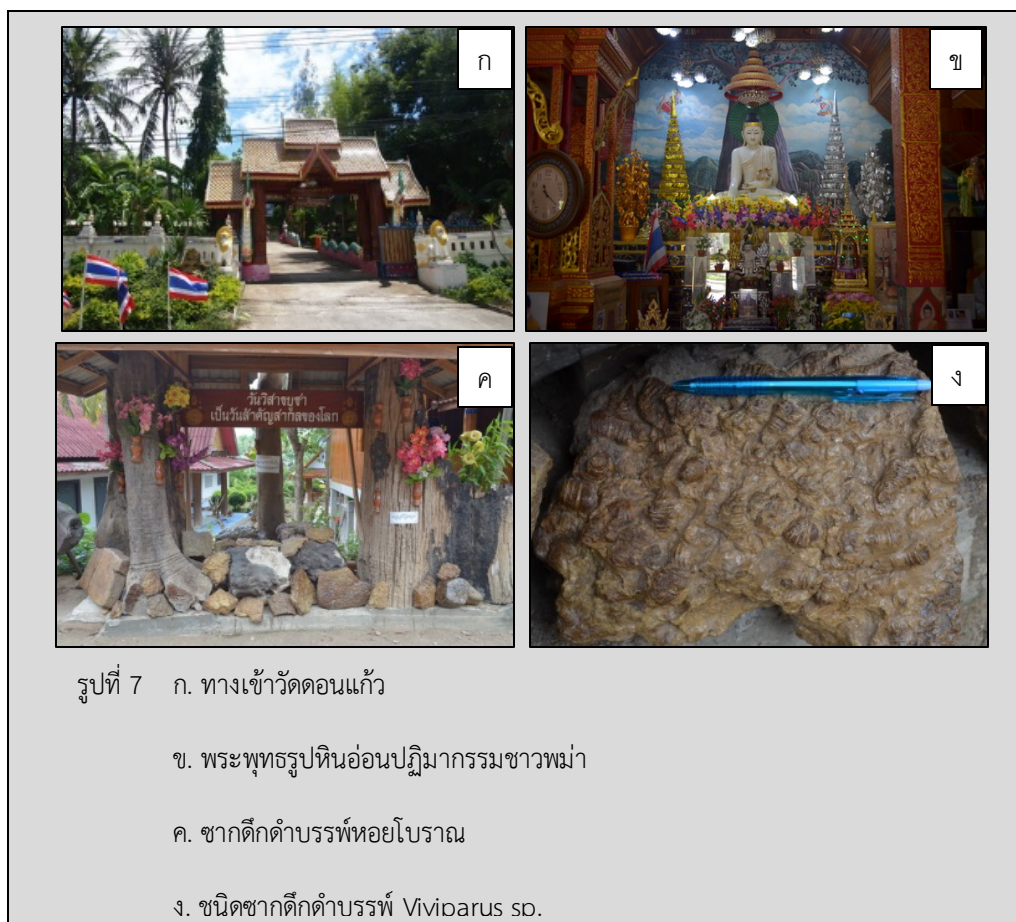 ก
ข
ค
วันวิสาขบูชา
เป็นวันสำคัญสากลของโลก
ง
รูปที่ 7 ก. ทางเข้าวัดดอนแก้ว
ข. พระพุทธรูปหินอ่อนปฏิมากรรมชาวพม่า
ค. ซากดึกดำบรรพ์หอยโบราณ
ง. ชนิดซากดึกดำบรรพ์ Viviparus sp.